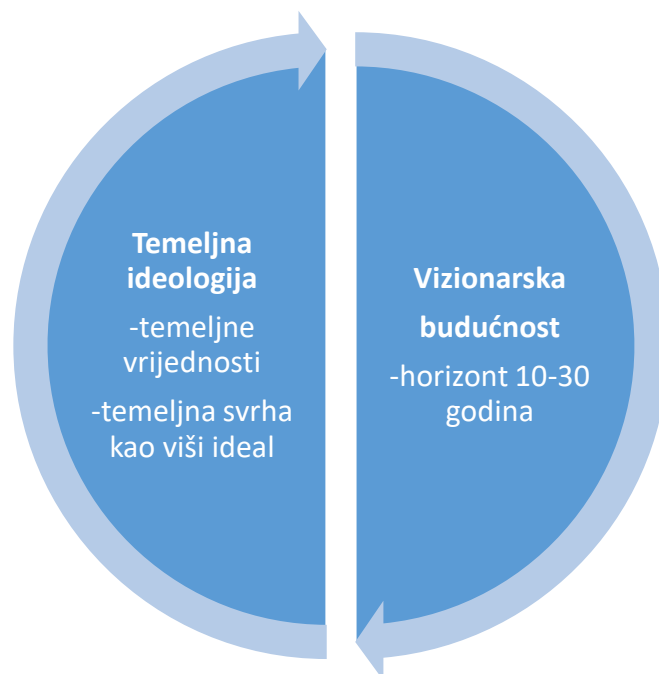 Temeljna
ideologija
-temeljne
vrijednosti
-temeljna svrha
kao viši ideal
Vizionarska
budućnost
-horizont 10-30
godina